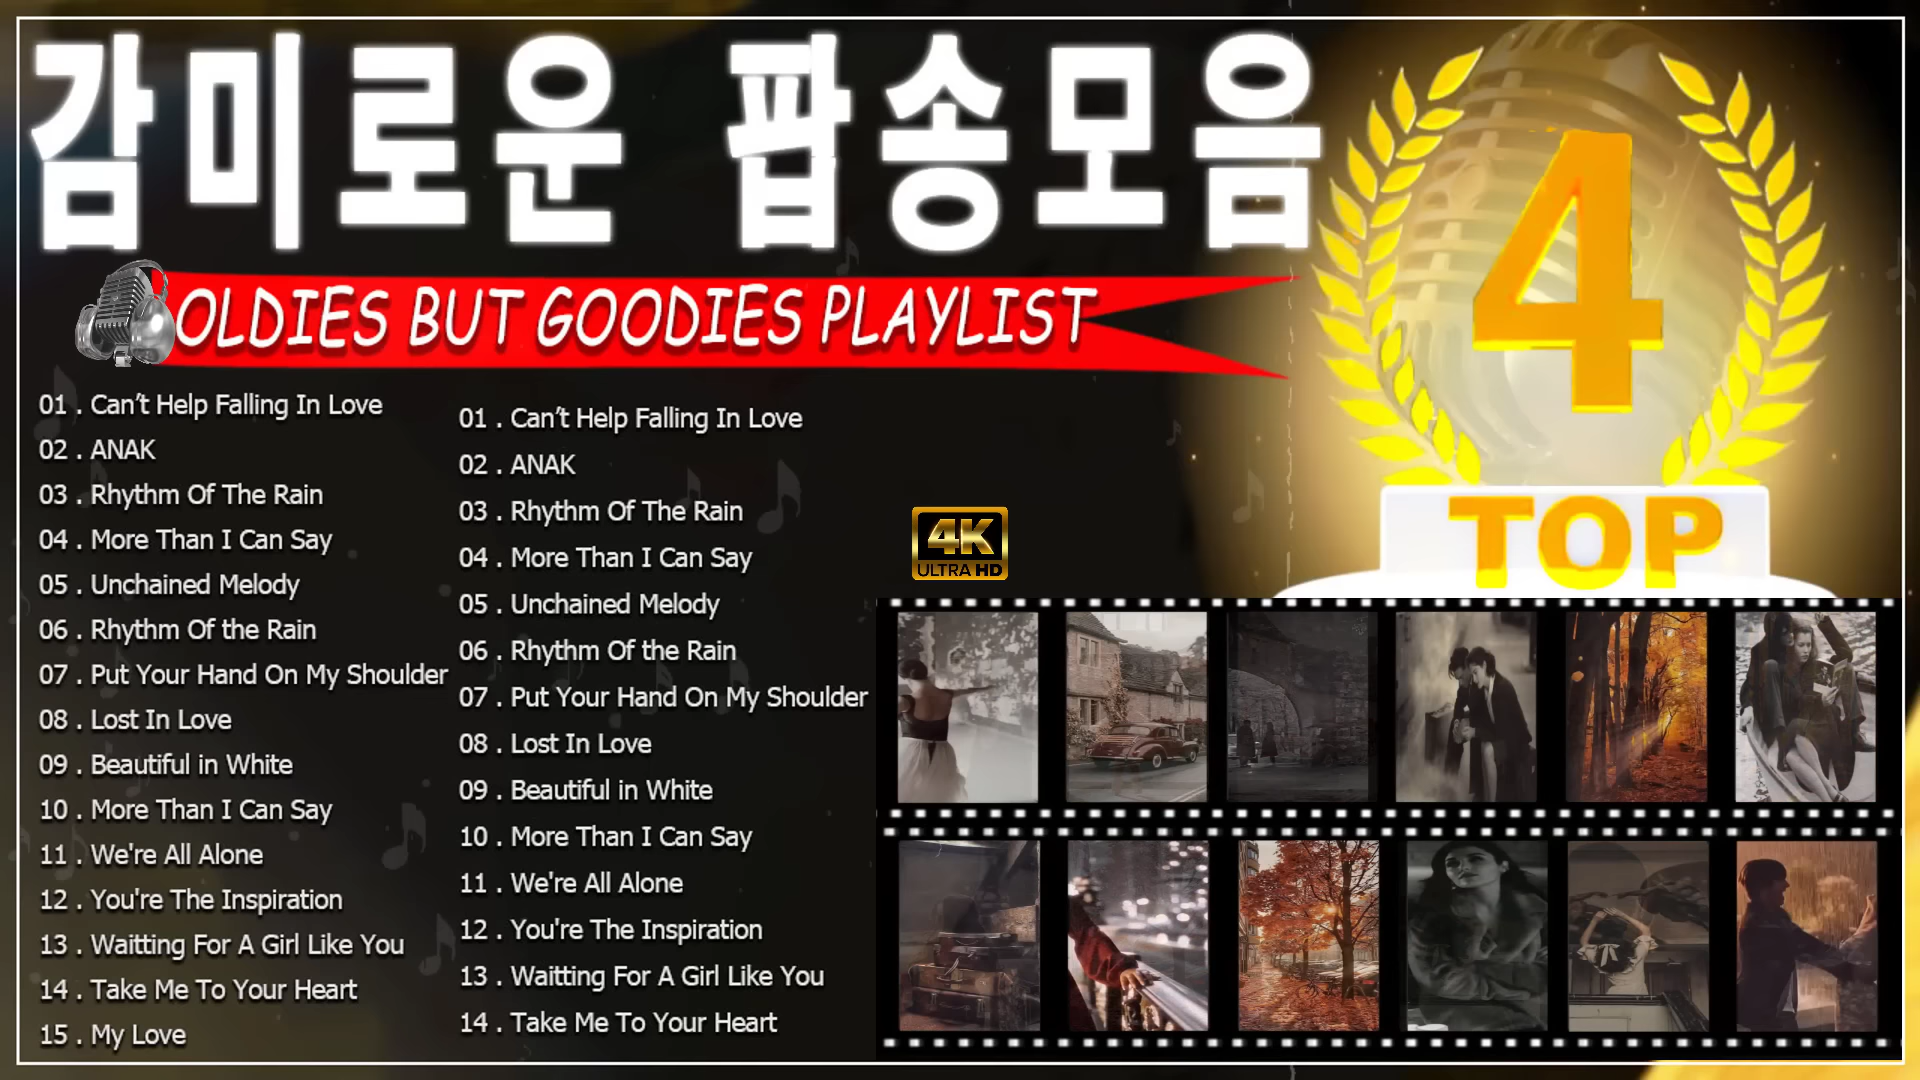 감미로운 팝송모음
OLDIES BUT GOODIES PLAYLIST
4
TOP
01 . Can’t Help Falling In Love
02 . ANAK
03 . Rhythm Of The Rain
04 . More Than I Can Say
05 . Unchained Melody
06 . Rhythm Of the Rain
07 . Put Your Hand On My Shoulder
08 . Lost In Love
09 . Beautiful in White
10 . More Than I Can Say
11 . We're All Alone
12 . You're The Inspiration
13 . Waitting For A Girl Like You
14 . Take Me To Your Heart
15 . My Love
01 . Can’t Help Falling In Love
02 . ANAK
03 . Rhythm Of The Rain
04 . More Than I Can Say
05 . Unchained Melody
06 . Rhythm Of the Rain
07 . Put Your Hand On My Shoulder
08 . Lost In Love
09 . Beautiful in White
10 . More Than I Can Say
11 . We're All Alone
12 . You're The Inspiration
13 . Waitting For A Girl Like You
14 . Take Me To Your Heart
4K
ULTRA HD